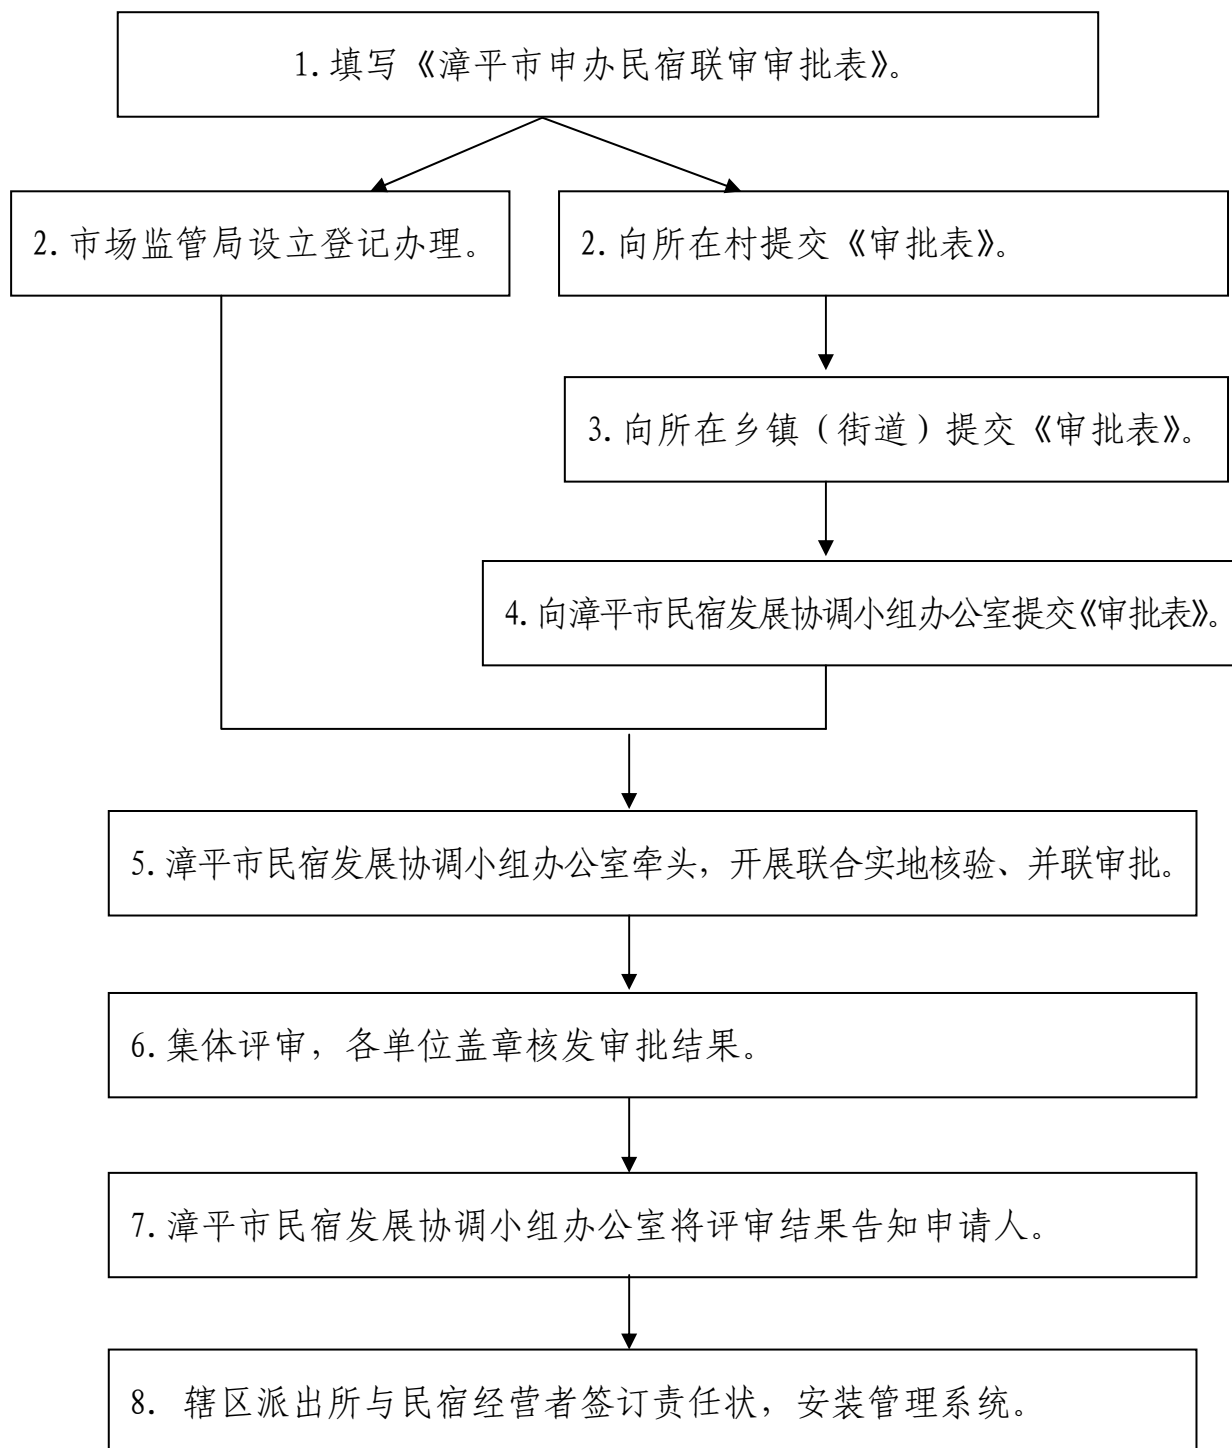 1.填写《漳平市申办民宿联审审批表》。
2.市场监管局设立登记办理。
2.向所在村提交《审批表》。
3.向所在乡镇（街道）提交《审批表》。
4.向漳平市民宿发展协调小组办公室提交《审批表》。
5.漳平市民宿发展协调小组办公室牵头，开展联合实地核验、并联审批。
6.集体评审，各单位盖章核发审批结果。
7.漳平市民宿发展协调小组办公室将评审结果告知申请人。
8. 辖区派出所与民宿经营者签订责任状，安装管理系统。